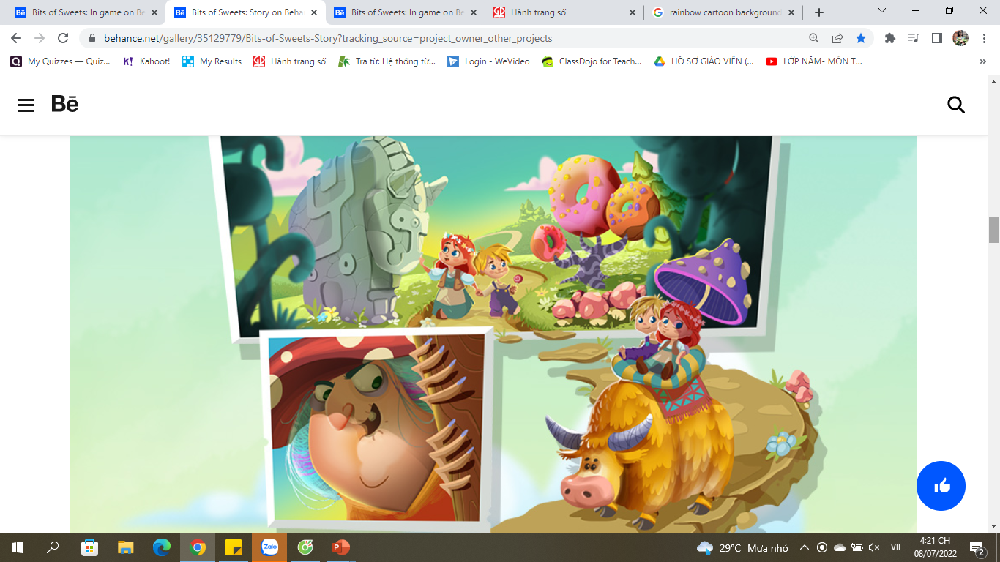 Bits of Sweets: In game on Be
Bits of Sweets: Story on Beha
Bits of Sweets: In game on Be
Hành trang số
rainbow cartoon background
behance.net/gallery/35129779/Bits-of-Sweets-Story?tracking_source=project_owner_other_projects
My Quizzes — Quiz...
Kahoot!
My Results
Hành trang số
Tra từ: Hệ thống từ...
Login - WeVideo
ClassDojo for Teach...
HỒ SƠ GIÁO VIÊN (...
LỚP NĂM- MÔN T...
Bē
Zalo
29°C Mưa nhỏ
VIE
4:21 CH
08/07/2022
2